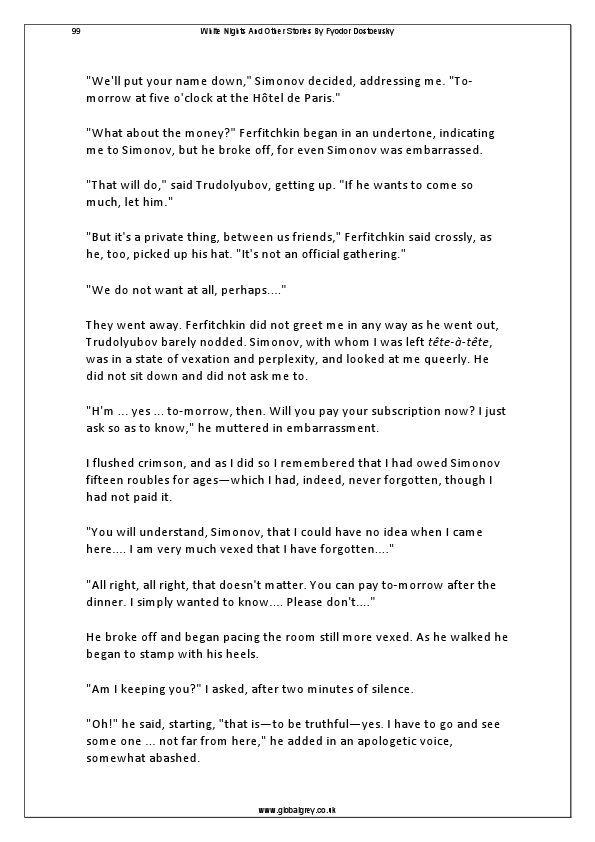 99
White Nights And Other Stories By Fyodor Dostoevsky
"We'll put your name down," Simonov decided, addressing me. "To-
morrow at five o'clock at the Hôtel de Paris."
"What about the money?" Ferfitchkin began in an undertone, indicating
me to Simonov, but he broke off, for even Simonov was embarrassed.
"That will do," said Trudolyubov, getting up. "If he wants to come so
much, let him."
"But it's a private thing, between us friends," Ferfitchkin said crossly, as
he, too, picked up his hat. "It's not an official gathering."
"We do not want at all, perhaps...."
They went away. Ferfitchkin did not greet me in any way as he went out,
Trudolyubov barely nodded. Simonov, with whom I was left tête-à-tête,
was in a state of vexation and perplexity, and looked at me queerly. He
did not sit down and did not ask me to.
"H'm ... yes ... to-morrow, then. Will you pay your subscription now? I just
ask so as to know," he muttered in embarrassment.
I flushed crimson, and as I did so I remembered that I had owed Simonov
fifteen roubles for ages—which I had, indeed, never forgotten, though I
had not paid it.
"You will understand, Simonov, that I could have no idea when I came
here.... I am very much vexed that I have forgotten...."
"All right, all right, that doesn't matter. You can pay to-morrow after the
dinner. I simply wanted to know.... Please don't...."
He broke off and began pacing the room still more vexed. As he walked he
began to stamp with his heels.
"Am I keeping you?" I asked, after two minutes of silence.
"Oh!" he said, starting, "that is—to be truthful—yes. I have to go and see
some one ... not far from here," he added in an apologetic voice,
somewhat abashed.
www.globalgrey.co.uk